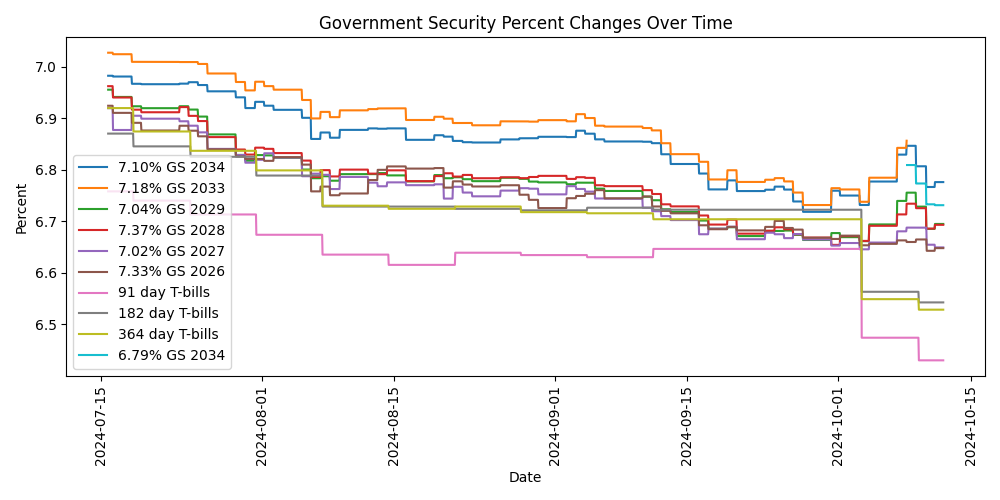 Government Security Percent Changes Over Time
Percent
7.0
6.9
6.8
6.7
6.6
6.5
7.10% GS 2034
7.18% GS 2033
7.04% GS 2029
7.37% GS 2028
7.02% GS 2027
7.33% GS 2026
91 day T-bills
182 day T-bills
364 day T-bills
6.79% GS 2034
2024-07-15
2024-08-01
2024-08-15
2024-09-01
2024-09-15
2024-10-01
2024-10-15
Date